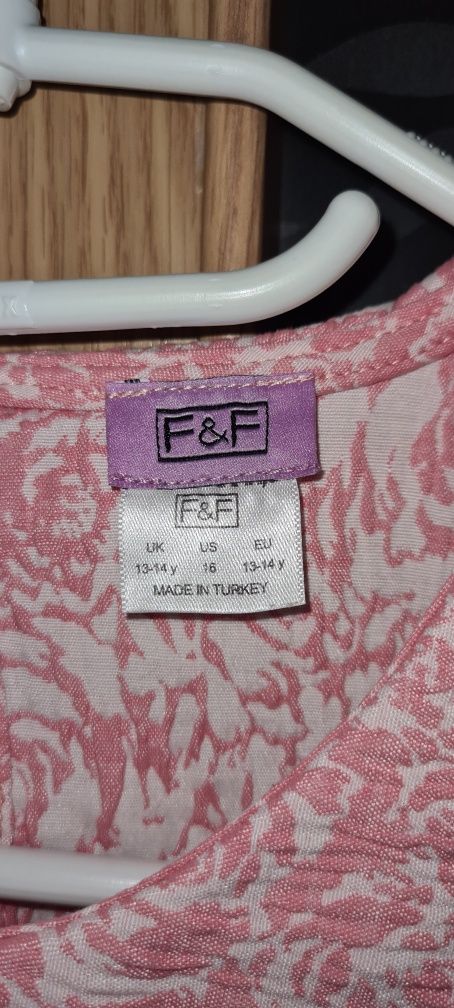 F&F
F&F
UK US EU
13-14 y 16 13-14 y
MADE IN TURKEY